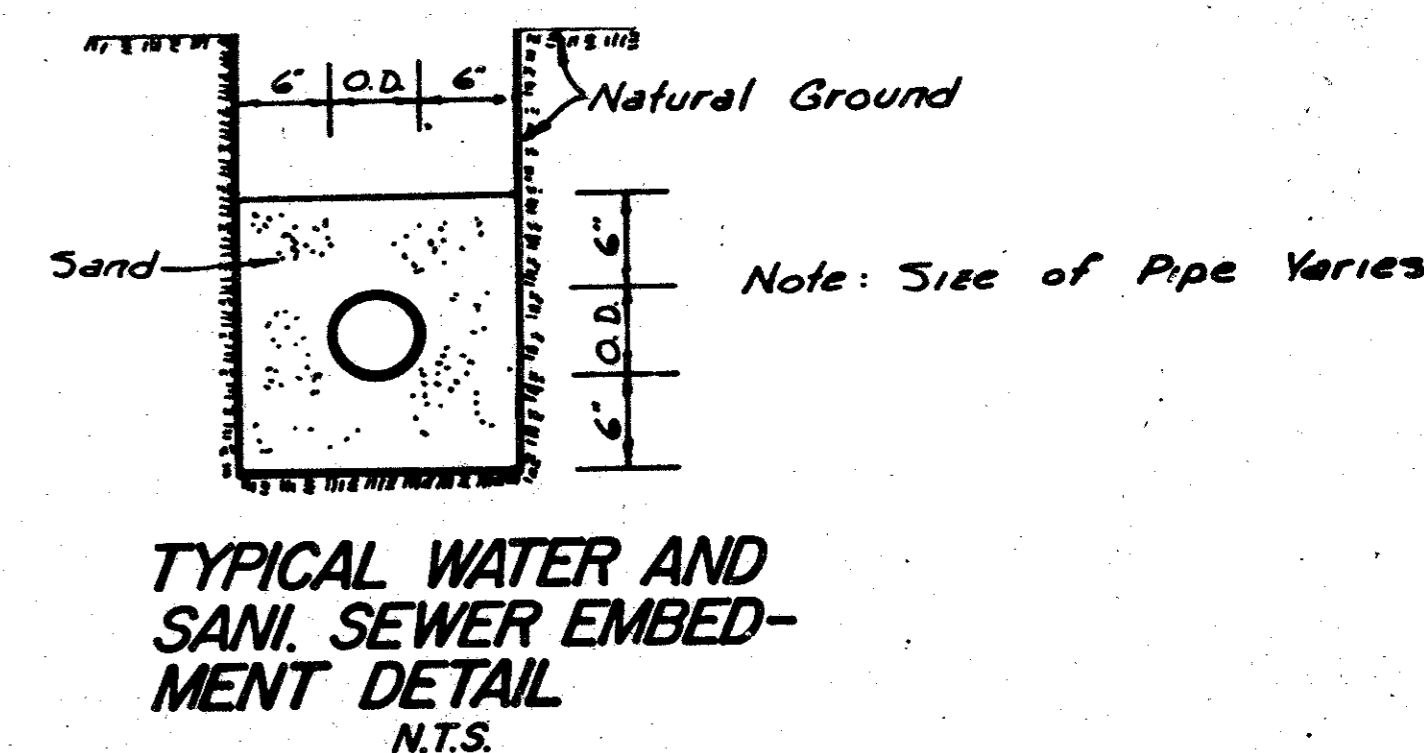 6" O.D. 6"
Natural Ground
Sand
6"
O.D.
6"
Note: Size of Pipe Varies
TYPICAL WATER AND
SANI. SEWER EMBED-
MENT DETAIL
N.T.S.